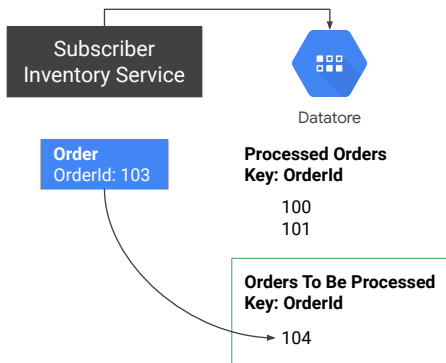 Subscriber
Inventory Service
Datatore
Order
OrderId: 103
Processed Orders
Key: OrderId
100
101
Orders To Be Processed
Key: OrderId
104